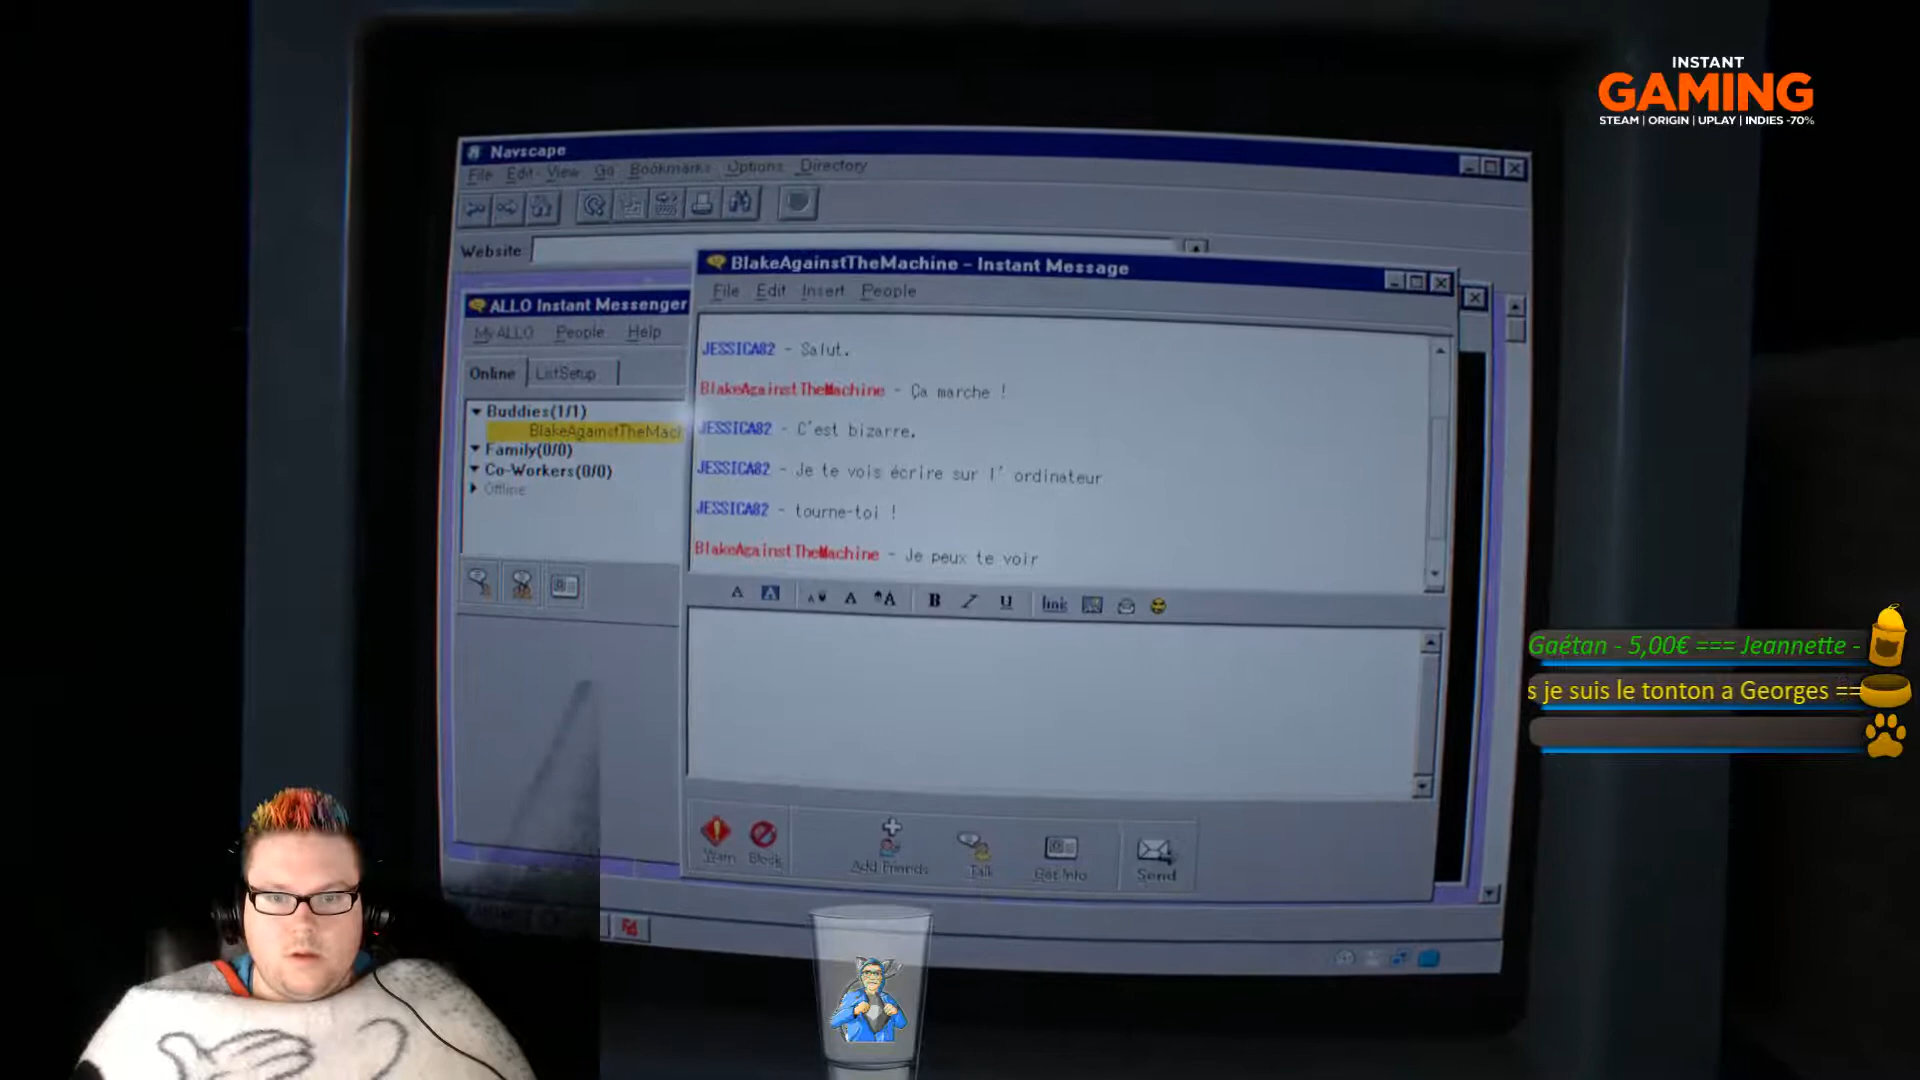 INSTANT
GAMING
STEAM | ORIGIN | UPLAY | INDIES -70%
Navscape
File Edit View Go Bookmarks Options Directory
Website
BlakeAgainstTheMachine - Instant Message
File Edit Insert People
ALLO Instant Messenger
My ALLO People Help
Online ListSetup
Buddies(1/1)
BlakeAgainstTheMach
Family(0/0)
Co-Workers(0/0)
Offline
JESSICA82 - Salut.
BlakeAgainstTheMachine - Ça marche !
JESSICA82 - C'est bizarre.
JESSICA82 - Je te vois écrire sur l' ordinateur
JESSICA82 - tourne-toi !
BlakeAgainstTheMachine - Je peux te voir
A A A A A B I U link
Warn Block Add Friends Talk Get Info Send
Gaétan - 5,00€ === Jeannette -
s je suis le tonton a Georges ==